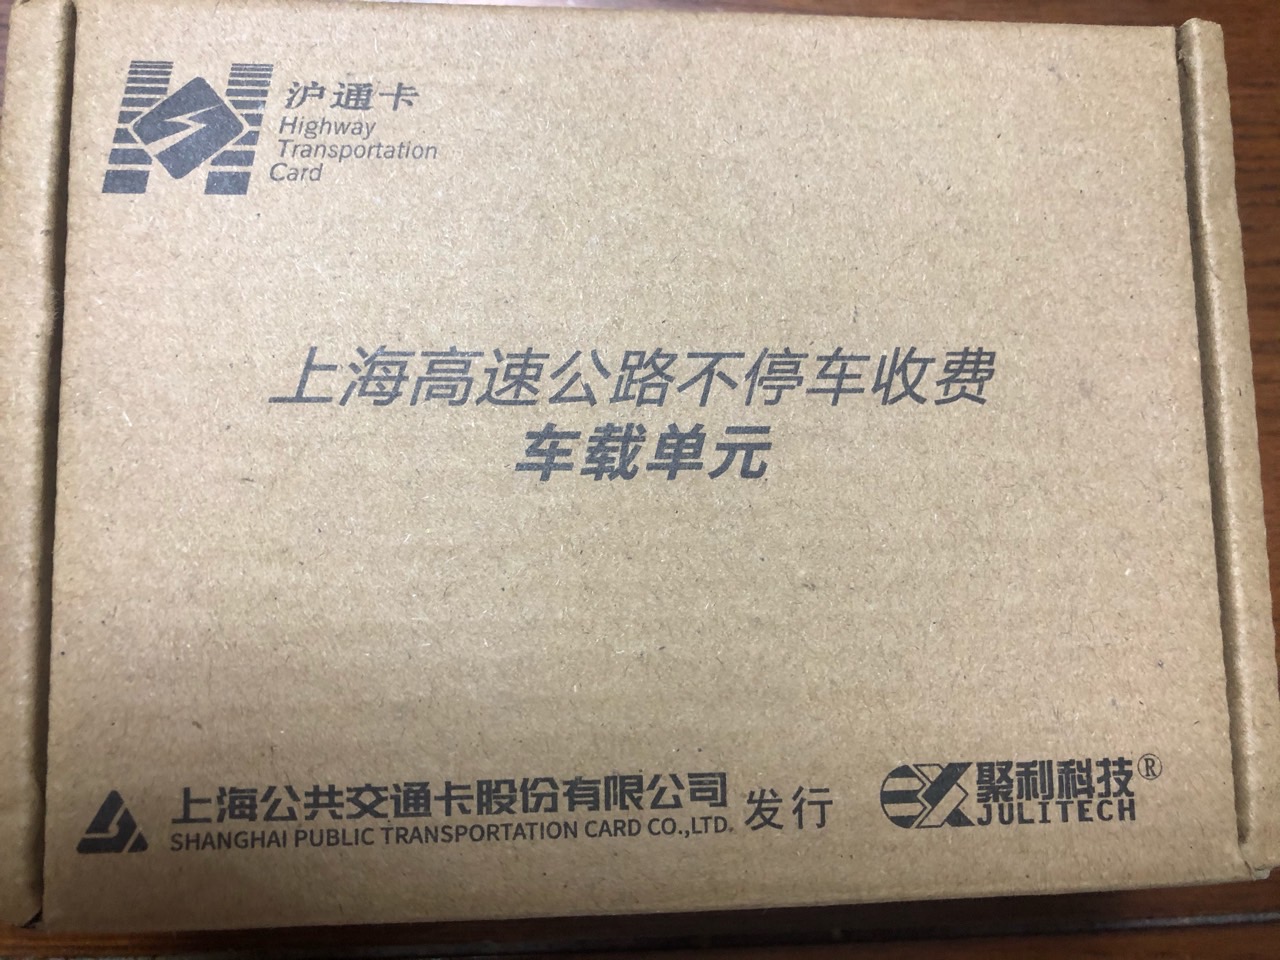 沪通卡
Highway
Transportation
Card
上海高速公路不停车收费
车载单元
上海公共交通卡股份有限公司 发行
SHANGHAI PUBLIC TRANSPORTATION CARD CO.,LTD.
聚利科技®
JULITECH